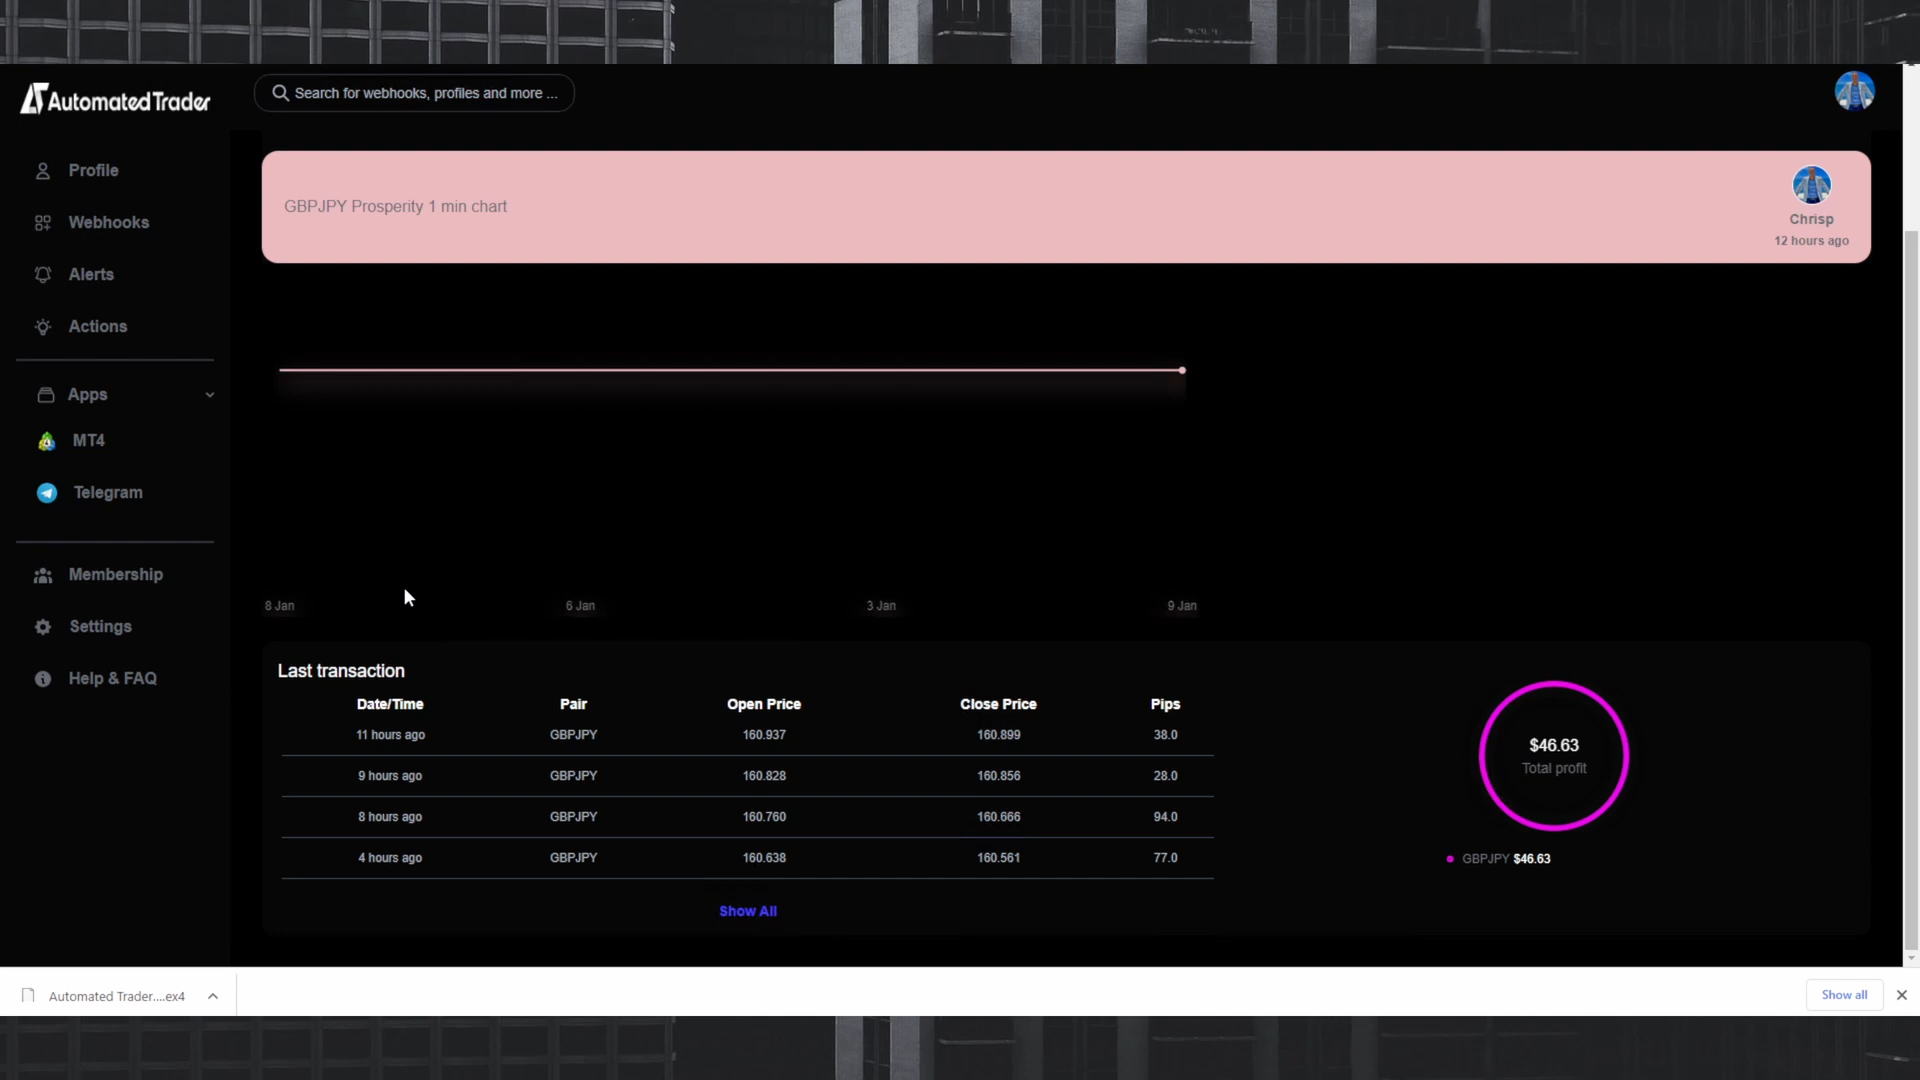 AutomatedTrader
Search for webhooks, profiles and more ...
Profile
Webhooks
Alerts
Actions
Apps
MT4
Telegram
Membership
Settings
Help & FAQ
GBPJPY Prosperity 1 min chart
Chrisp
12 hours ago
8 Jan 6 Jan 3 Jan 9 Jan
Last transaction
Date/Time Pair Open Price Close Price Pips
11 hours ago GBPJPY 160.937 160.899 38.0
9 hours ago GBPJPY 160.828 160.856 28.0
8 hours ago GBPJPY 160.760 160.666 94.0
4 hours ago GBPJPY 160.638 160.561 77.0
Show All
$46.63
Total profit
GBPJPY $46.63
Automated Trader....ex4
Show all